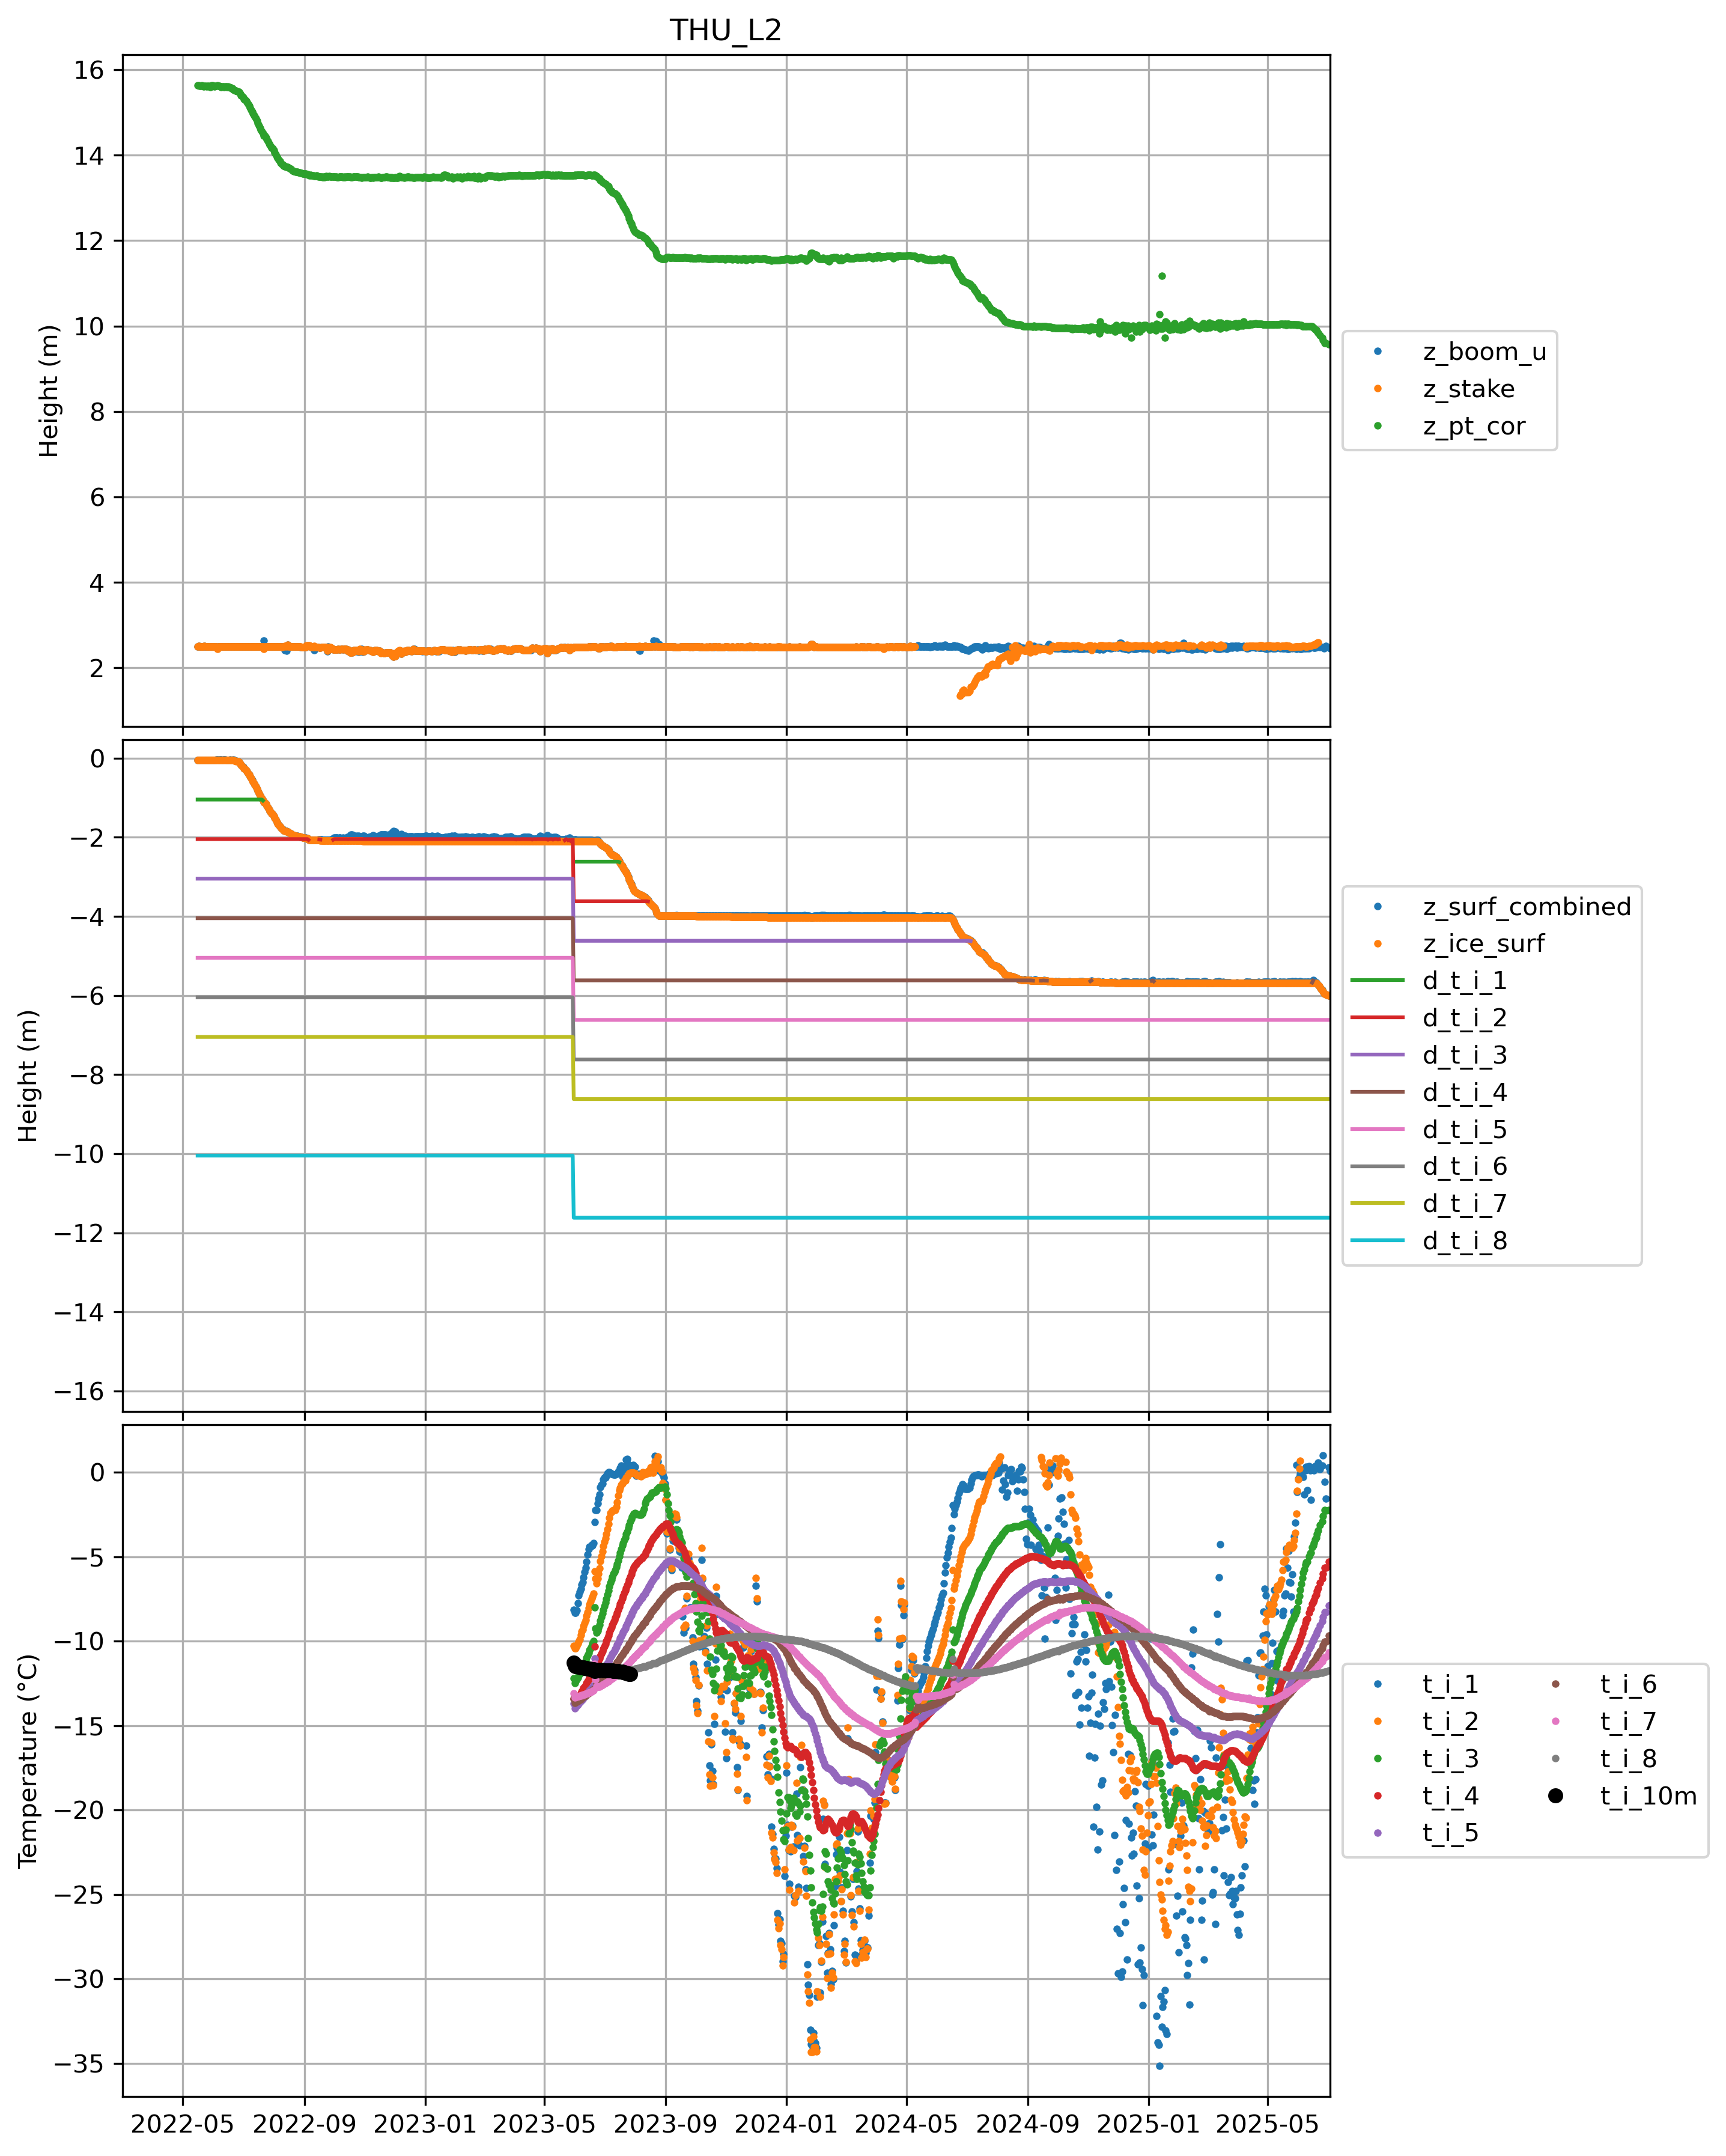 THU_L2
16
14
12
10
8
6
4
2
Height (m)
z_boom_u
z_stake
z_pt_cor
0
−2
−4
−6
−8
−10
−12
−14
−16
Height (m)
z_surf_combined
z_ice_surf
d_t_i_1
d_t_i_2
d_t_i_3
d_t_i_4
d_t_i_5
d_t_i_6
d_t_i_7
d_t_i_8
0
−5
−10
−15
−20
−25
−30
−35
Temperature (°C)
t_i_1
t_i_2
t_i_3
t_i_4
t_i_5
t_i_6
t_i_7
t_i_8
t_i_10m
2022-05 2022-09 2023-01 2023-05 2023-09 2024-01 2024-05 2024-09 2025-01 2025-05